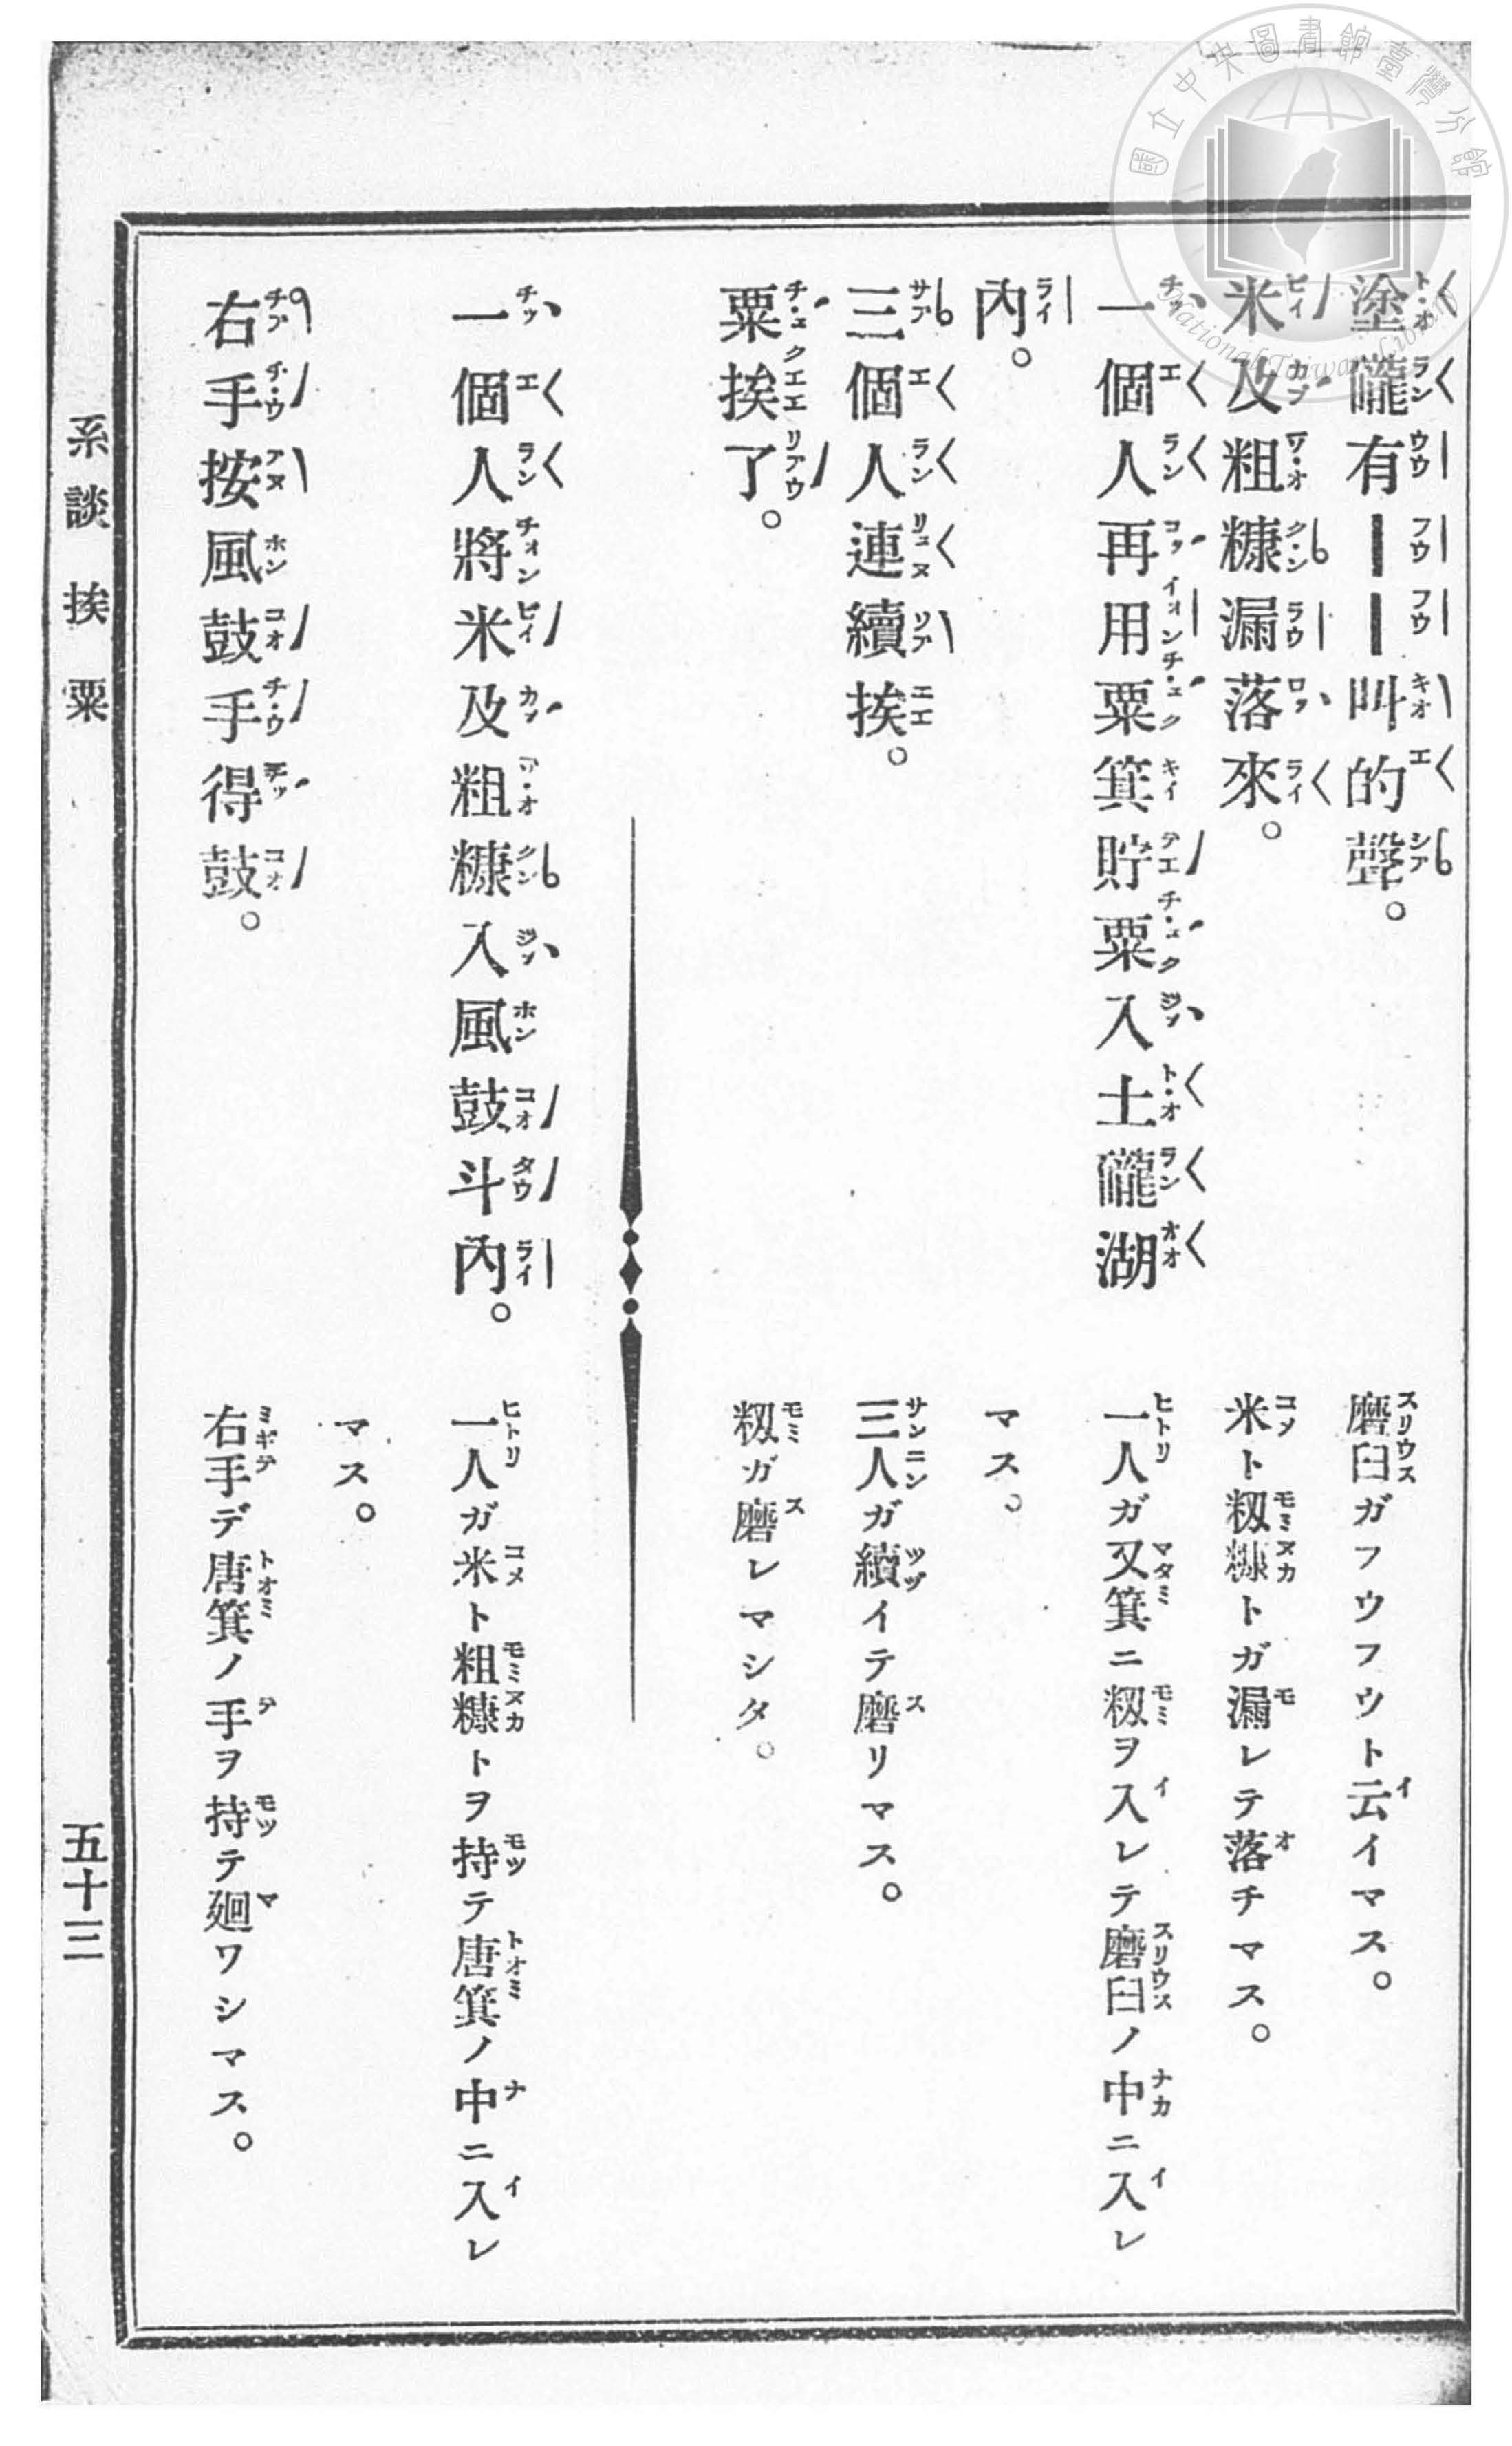 塗礲有ーー叫的聲。
磨臼ガフウフウト云イマス。
米及粗糠漏落來。
米ト籾糠トガ漏レテ落チマス。
一個人再用粟箕貯粟入土礲湖
內。
一人ガ又箕ニ籾ヲ入レテ磨臼ノ中ニ入レ
マス。
三個人連續挨。
三人ガ續イテ磨リマス。
粟挨了。
籾ガ磨レマシタ。
一個人將米及粗糠入風鼓斗內。
一人ガ米ト粗糠トヲ持テ唐箕ノ中ニ入レ
マス。
右手按風鼓手得鼓。
右手デ唐箕ノ手ヲ持テ廻ワシマス。
系談 挨粟
五十三
國立中央圖書館臺灣分館
National Taiwan Library